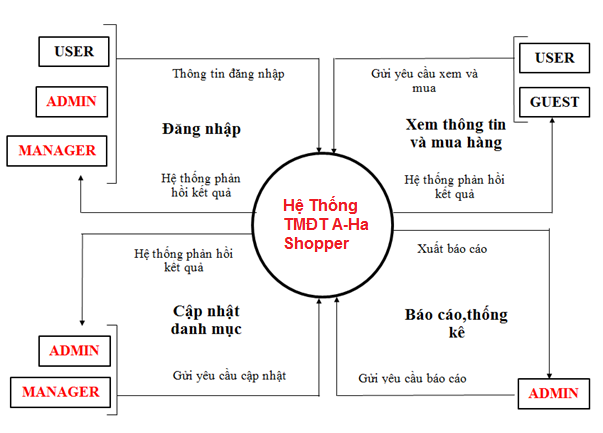 USER
ADMIN
MANAGER
Thông tin đăng nhập
Đăng nhập
Hệ thống phản
hồi kết quả
Gửi yêu cầu xem và
mua
USER
GUEST
Xem thông tin
và mua hàng
Hệ thống phản hồi
kết quả
Hệ Thống
TMĐT A-Ha
Shopper
Hệ thống phản hồi
kết quả
Cập nhật
danh mục
ADMIN
MANAGER
Gửi yêu cầu cập nhật
Xuất báo cáo
Báo cáo,thống
kê
Gửi yêu cầu báo cáo
ADMIN